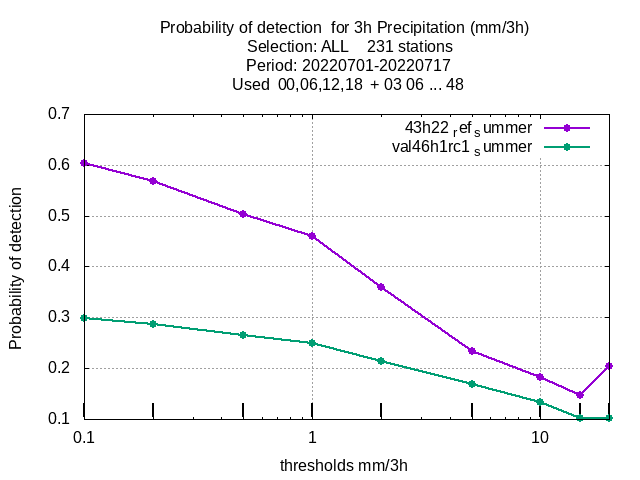 Probability of detection  for 3h Precipitation (mm/3h)
Selection: ALL    231 stations
Period: 20220701-20220717
Used  00,06,12,18  + 03 06 ... 48
43h22 refsummer
val46h1rc1 summer
0.7
0.6
0.5
0.4
0.3
0.2
0.1
Probability of detection
0.1
1
10
thresholds mm/3h